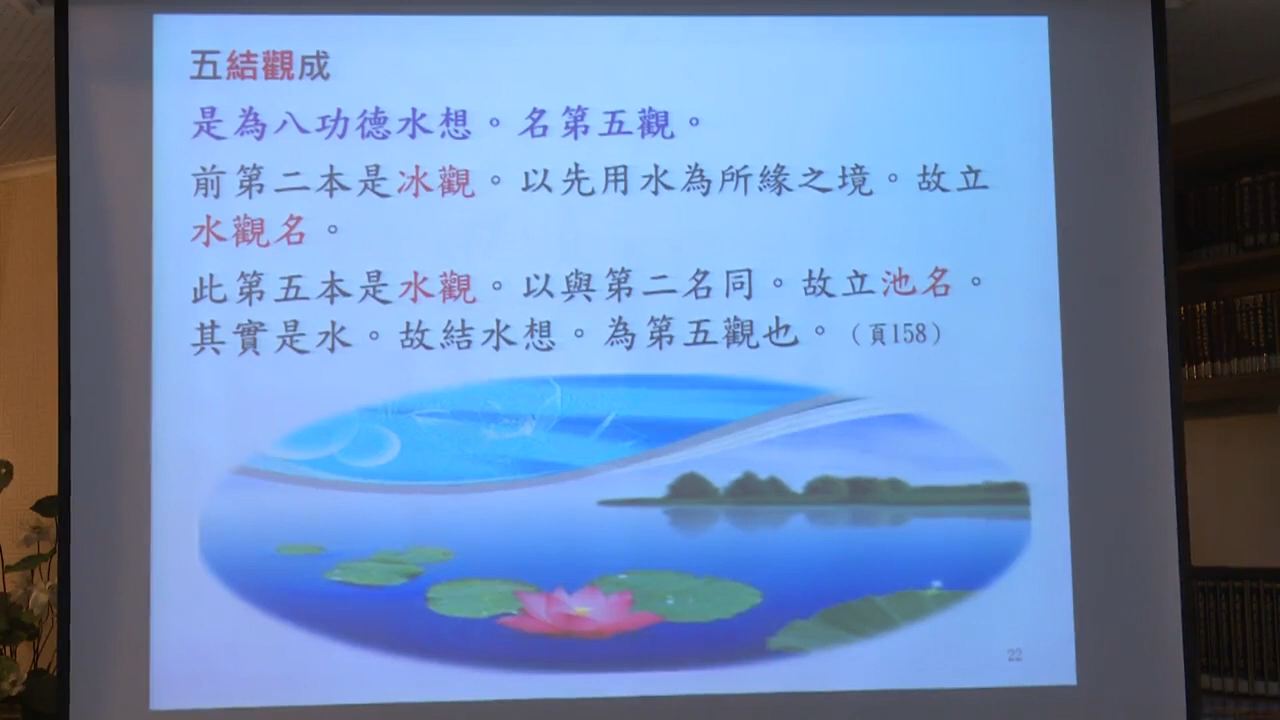 五結觀成
是為八功德水想。名第五觀。
前第二本是冰觀。以先用水為所緣之境。故立
水觀名。
此第五本是水觀。以與第二名同。故立池名。
其實是水。故結水想。為第五觀也。（頁158）
22